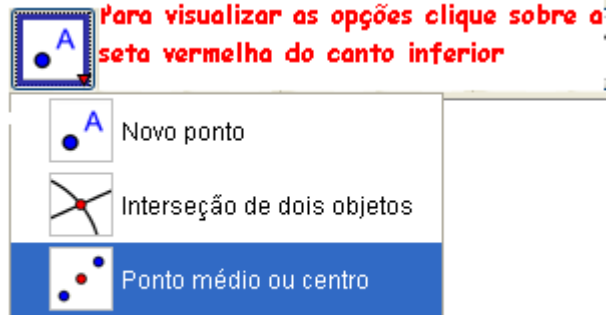 A
Para visualizar as opções clique sobre a
seta vermelha do canto inferior
A
Novo ponto
Interseção de dois objetos
Ponto médio ou centro